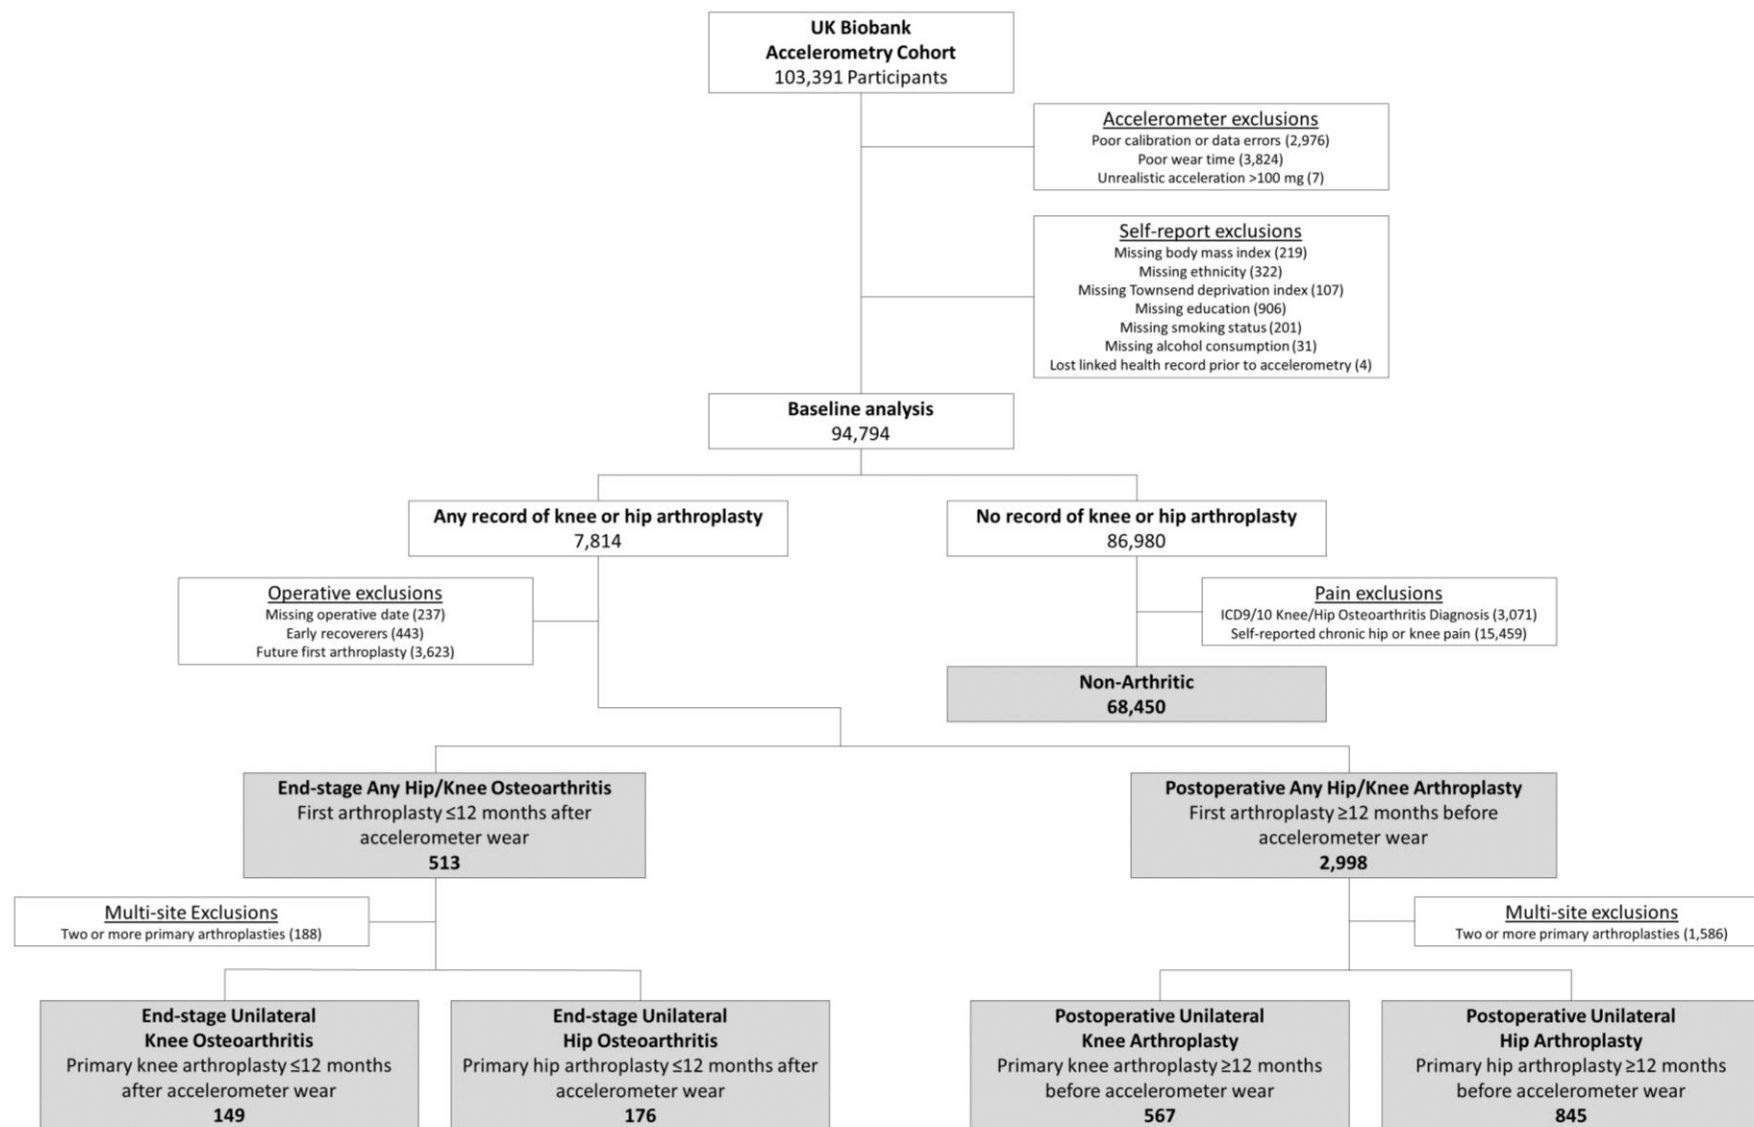 UK Biobank
Accelerometry Cohort
103,391 Participants
Accelerometer exclusions
Poor calibration or data errors (2,976)
Poor wear time (3,824)
Unrealistic acceleration >100 mg (7)
Self-report exclusions
Missing body mass index (219)
Missing ethnicity (322)
Missing Townsend deprivation index (107)
Missing education (906)
Missing smoking status (201)
Missing alcohol consumption (31)
Lost linked health record prior to accelerometry (4)
Baseline analysis
94,794
Any record of knee or hip arthroplasty
7,814
No record of knee or hip arthroplasty
86,980
Operative exclusions
Missing operative date (237)
Early recoverers (443)
Future first arthroplasty (3,623)
Pain exclusions
ICD9/10 Knee/Hip Osteoarthritis Diagnosis (3,071)
Self-reported chronic hip or knee pain (15,459)
Non-Arthritic
68,450
End-stage Any Hip/Knee Osteoarthritis
First arthroplasty ≤12 months after
accelerometer wear
513
Postoperative Any Hip/Knee Arthroplasty
First arthroplasty ≥12 months before
accelerometer wear
2,998
Multi-site Exclusions
Two or more primary arthroplasties (188)
Multi-site exclusions
Two or more primary arthroplasties (1,586)
End-stage Unilateral
Knee Osteoarthritis
Primary knee arthroplasty ≤12 months
after accelerometer wear
149
End-stage Unilateral
Hip Osteoarthritis
Primary hip arthroplasty ≤12 months after
accelerometer wear
176
Postoperative Unilateral
Knee Arthroplasty
Primary knee arthroplasty ≥12 months
before accelerometer wear
567
Postoperative Unilateral
Hip Arthroplasty
Primary hip arthroplasty ≥12 months
before accelerometer wear
845